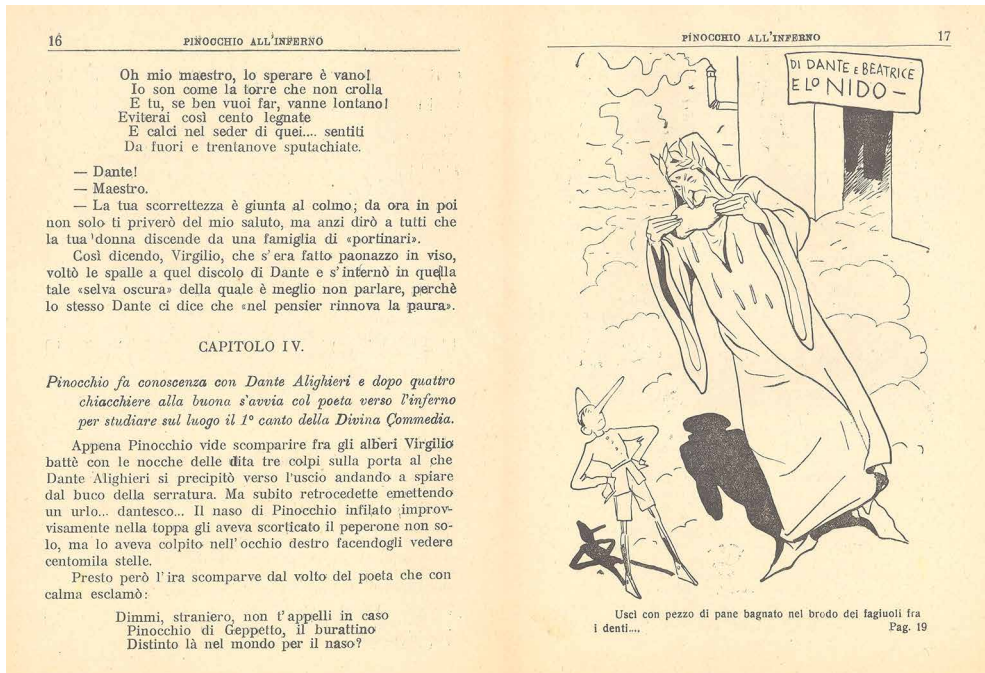 16
PINOCCHIO ALL'INFERNO
Oh mio maestro, lo sperare è vano!
Io son come la torre che non crolla
E tu, se ben vuoi far, vanne lontano!
Eviterai così cento legnate
E calci nel seder di quei.... sentiti
Da fuori e trentanove sputachiate.
— Dante!
— Maestro.
— La tua scorrettezza è giunta al colmo; da ora in poi
non solo ti priverò del mio saluto, ma anzi dirò a tutti che
la tua donna discende da una famiglia di «portinari».
Così dicendo, Virgilio, che s'era fatto paonazzo in viso,
voltò le spalle a quel discolo di Dante e s'internò in quella
tale «selva oscura» della quale è meglio non parlare, perchè
lo stesso Dante ci dice che «nel pensier rinnova la paura».
CAPITOLO IV.
Pinocchio fa conoscenza con Dante Alighieri e dopo quattro
chiacchiere alla buona s'avvia col poeta verso l'inferno
per studiare sul luogo il 1° canto della Divina Commedia.
Appena Pinocchio vide scomparire fra gli alberi Virgilio
battè con le nocche delle dita tre colpi sulla porta al che
Dante Alighieri si precipitò verso l'uscio andando a spiare
dal buco della serratura. Ma subito retrocedette emettendo
un urlo... dantesco... Il naso di Pinocchio infilato improv-
visamente nella toppa gli aveva scorticato il peperone non so-
lo, ma lo aveva colpito nell'occhio destro facendogli vedere
centomila stelle.
Presto però l'ira scomparve dal volto del poeta che con
calma esclamò:
Dimmi, straniero, non t'appelli in caso
Pinocchio di Geppetto, il burattino
Distinto là nel mondo per il naso?
PINOCCHIO ALL'INFERNO
17
DI DANTE E BEATRICE
E LO NIDO —
Uscì con pezzo di pane bagnato nel brodo dei fagiuoli fra
i denti....
Pag. 19